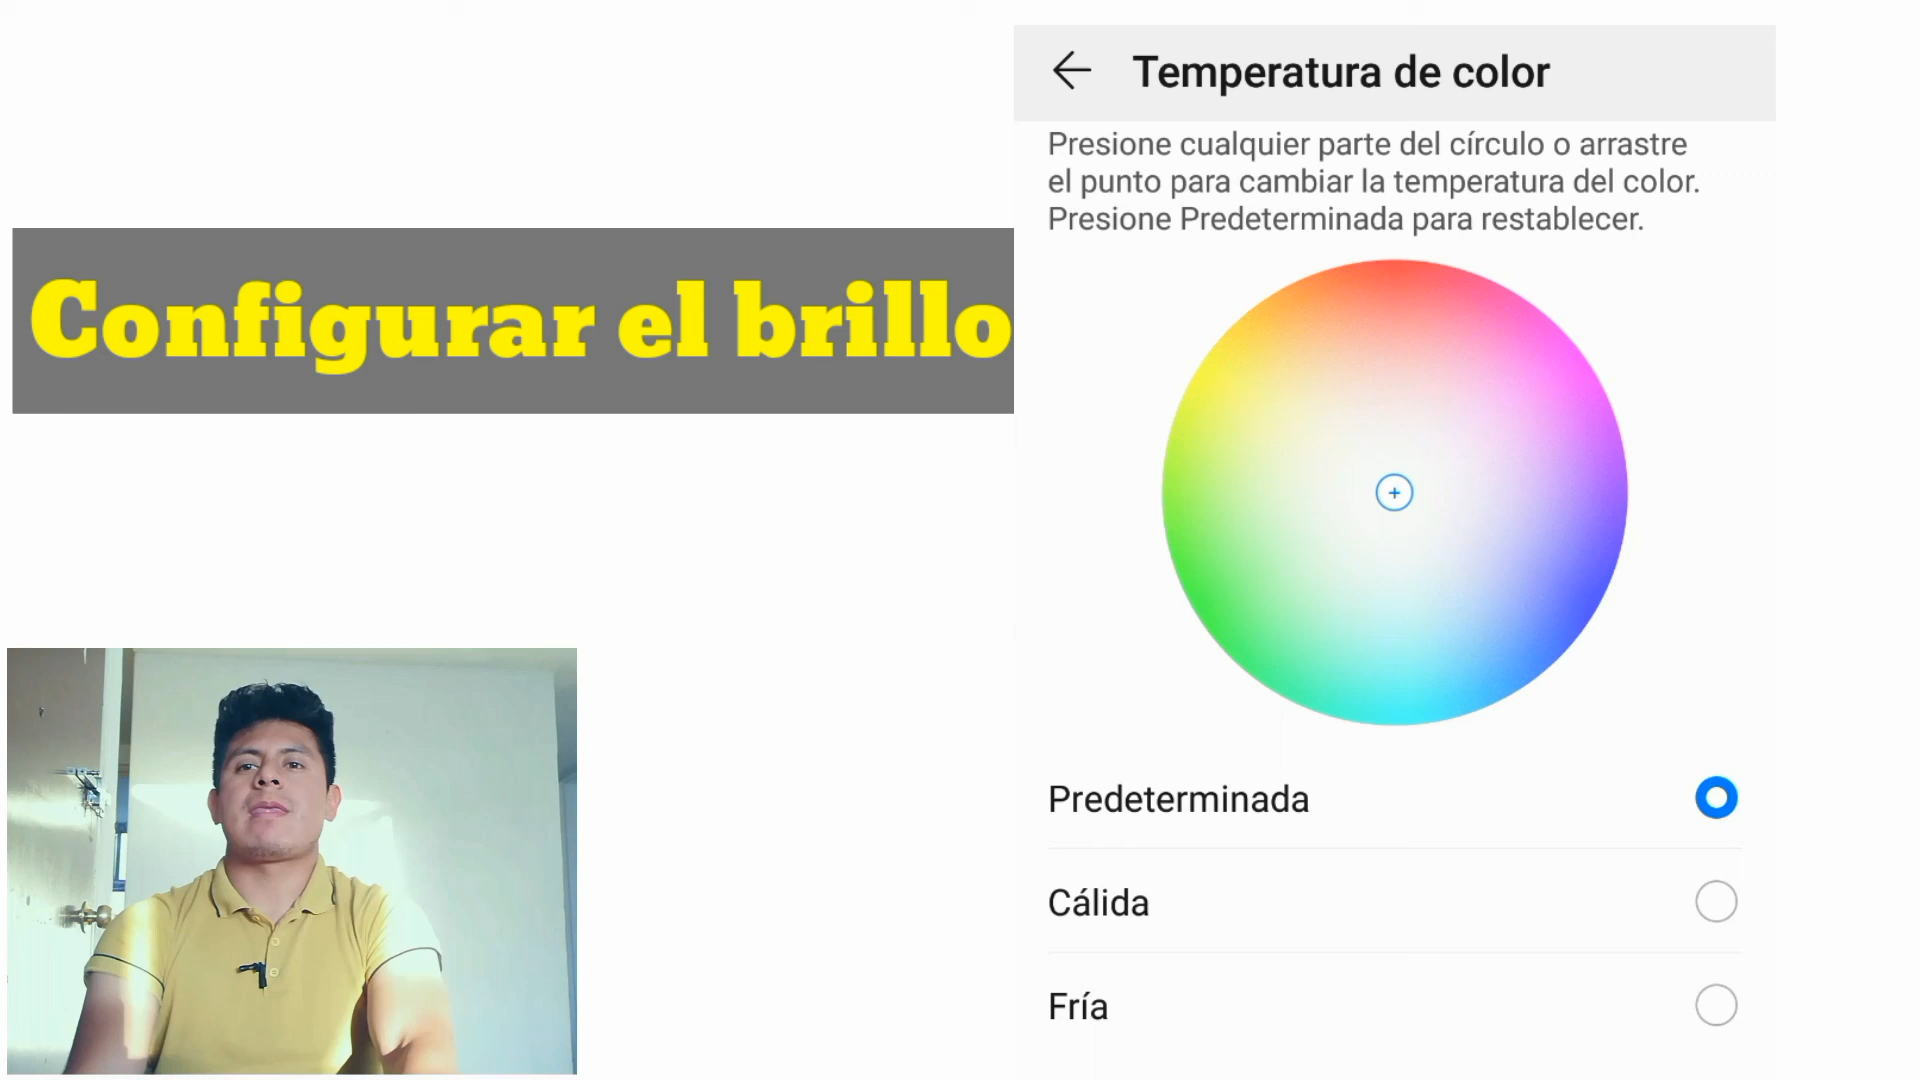 Configurar el brillo
Temperatura de color
Presione cualquier parte del círculo o arrastre
el punto para cambiar la temperatura del color.
Presione Predeterminada para restablecer.
Predeterminada
Cálida
Fría